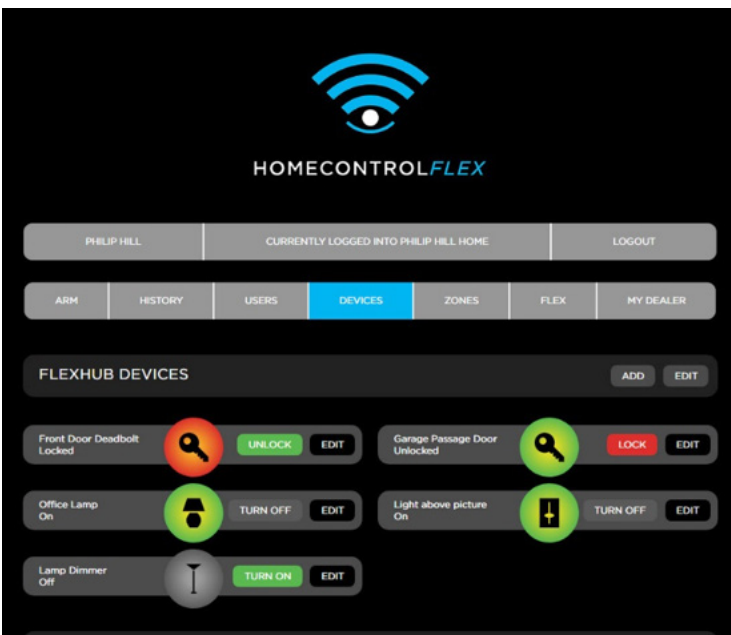 HOMECONTROLFLEX
PHILIP HILL
CURRENTLY LOGGED INTO PHILIP HILL HOME
LOGOUT
ARM
HISTORY
USERS
DEVICES
ZONES
FLEX
MY DEALER
FLEXHUB DEVICES
ADD
EDIT
Front Door Deadbolt
Locked
UNLOCK
EDIT
Garage Passage Door
Unlocked
LOCK
EDIT
Office Lamp
On
TURN OFF
EDIT
Light above picture
On
TURN OFF
EDIT
Lamp Dimmer
Off
TURN ON
EDIT